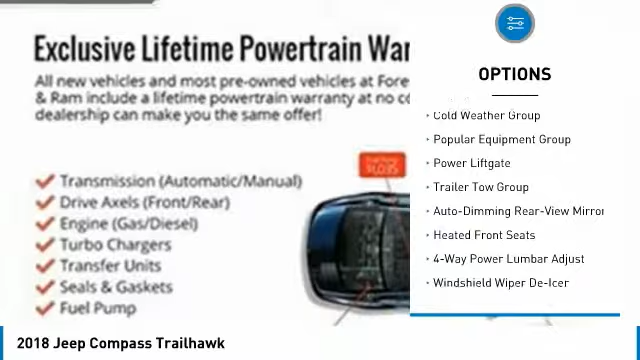 Exclusive Lifetime Powertrain War
All new vehicles and most pre-owned vehicles at Fore
& Ram include a lifetime powertrain warranty at no co
dealership can make you the same offer!
Transmission (Automatic/Manual)
Drive Axels (Front/Rear)
Engine (Gas/Diesel)
Turbo Chargers
Transfer Units
Seals & Gaskets
Fuel Pump
OPTIONS
Cold Weather Group
Popular Equipment Group
Power Liftgate
Trailer Tow Group
Auto-Dimming Rear-View Mirror
Heated Front Seats
4-Way Power Lumbar Adjust
Windshield Wiper De-Icer
2018 Jeep Compass Trailhawk